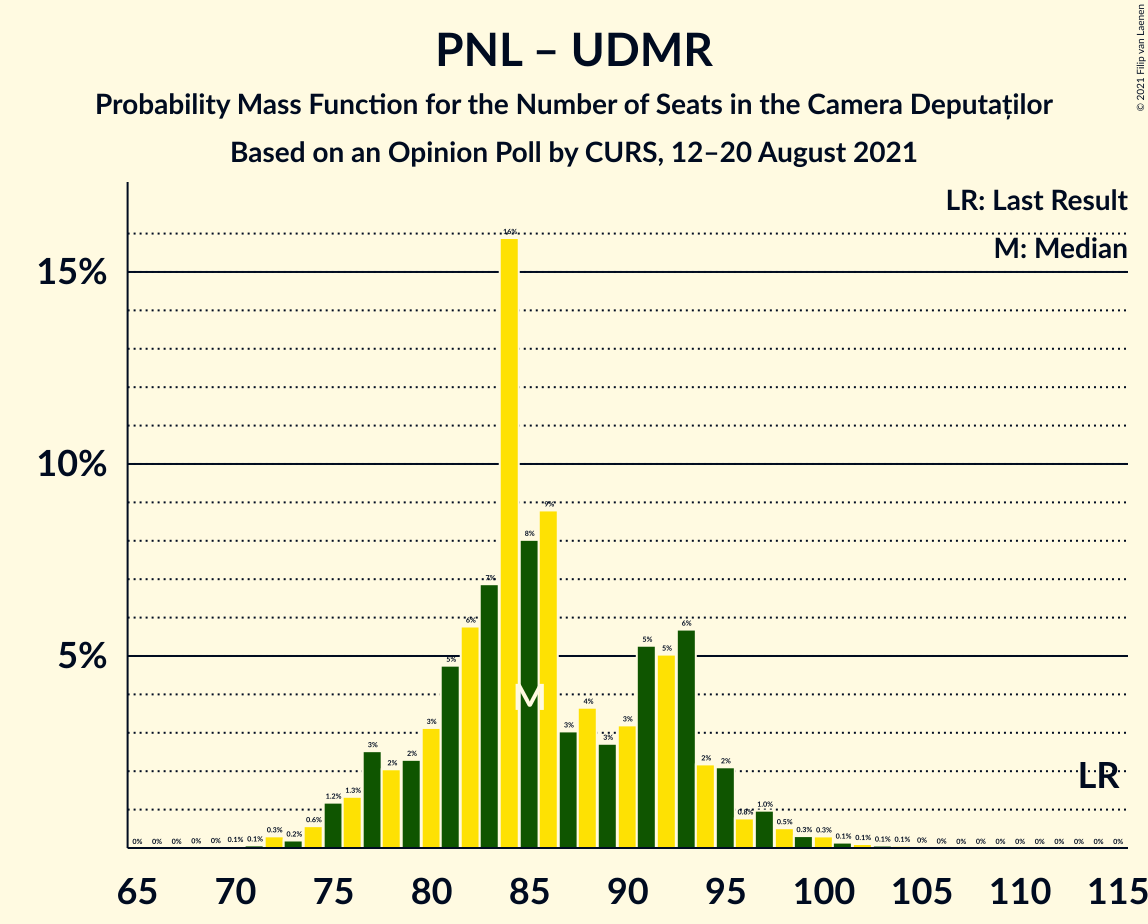 PNL – UDMR
Probability Mass Function for the Number of Seats in the Camera Deputaților
Based on an Opinion Poll by CURS, 12–20 August 2021
© 2021 Filip van Laenen
LR: Last Result
M: Median
15%
10%
5%
0% 0% 0% 0% 0% 0.1% 0.1% 0.3% 0.2% 0.6% 1.2% 1.3% 3% 2% 2% 3% 5% 6% 7% 16% 8% 9% 3% 4% 3% 3% 5% 5% 6% 2% 2% 0.8% 1.0% 0.5% 0.3% 0.3% 0.1% 0.1% 0.1% 0.1% 0% 0% 0% 0% 0% 0% 0% 0% 0% 0% 0%
M
LR
65 70 75 80 85 90 95 100 105 110 115